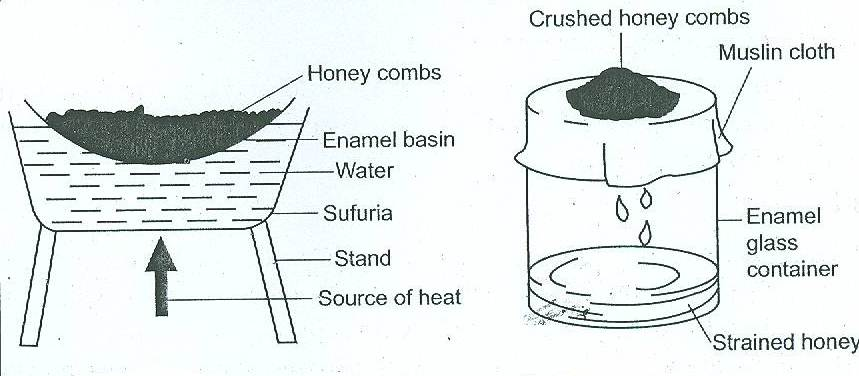 Honey combs
Enamel basin
Water
Sufuria
Stand
Source of heat
Crushed honey combs
Muslin cloth
Enamel
glass
container
Strained honey